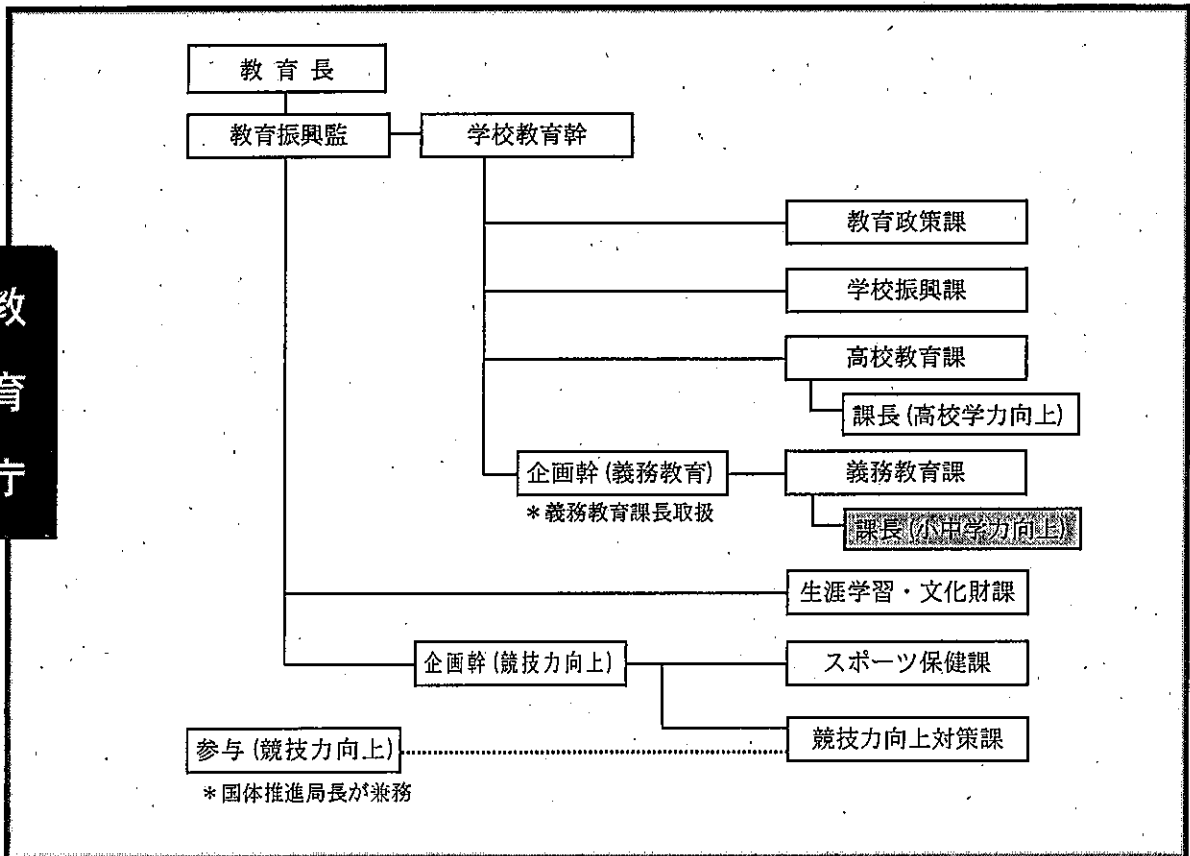 教育庁
教育長
教育振興監
学校教育幹
教育政策課
学校振興課
高校教育課
課長(高校学力向上)
企画幹(義務教育)
義務教育課
*義務教育課長取扱
課長(小中学力向上)
生涯学習・文化財課
企画幹(競技力向上)
スポーツ保健課
参与(競技力向上)
競技力向上対策課
*国体推進局長が兼務